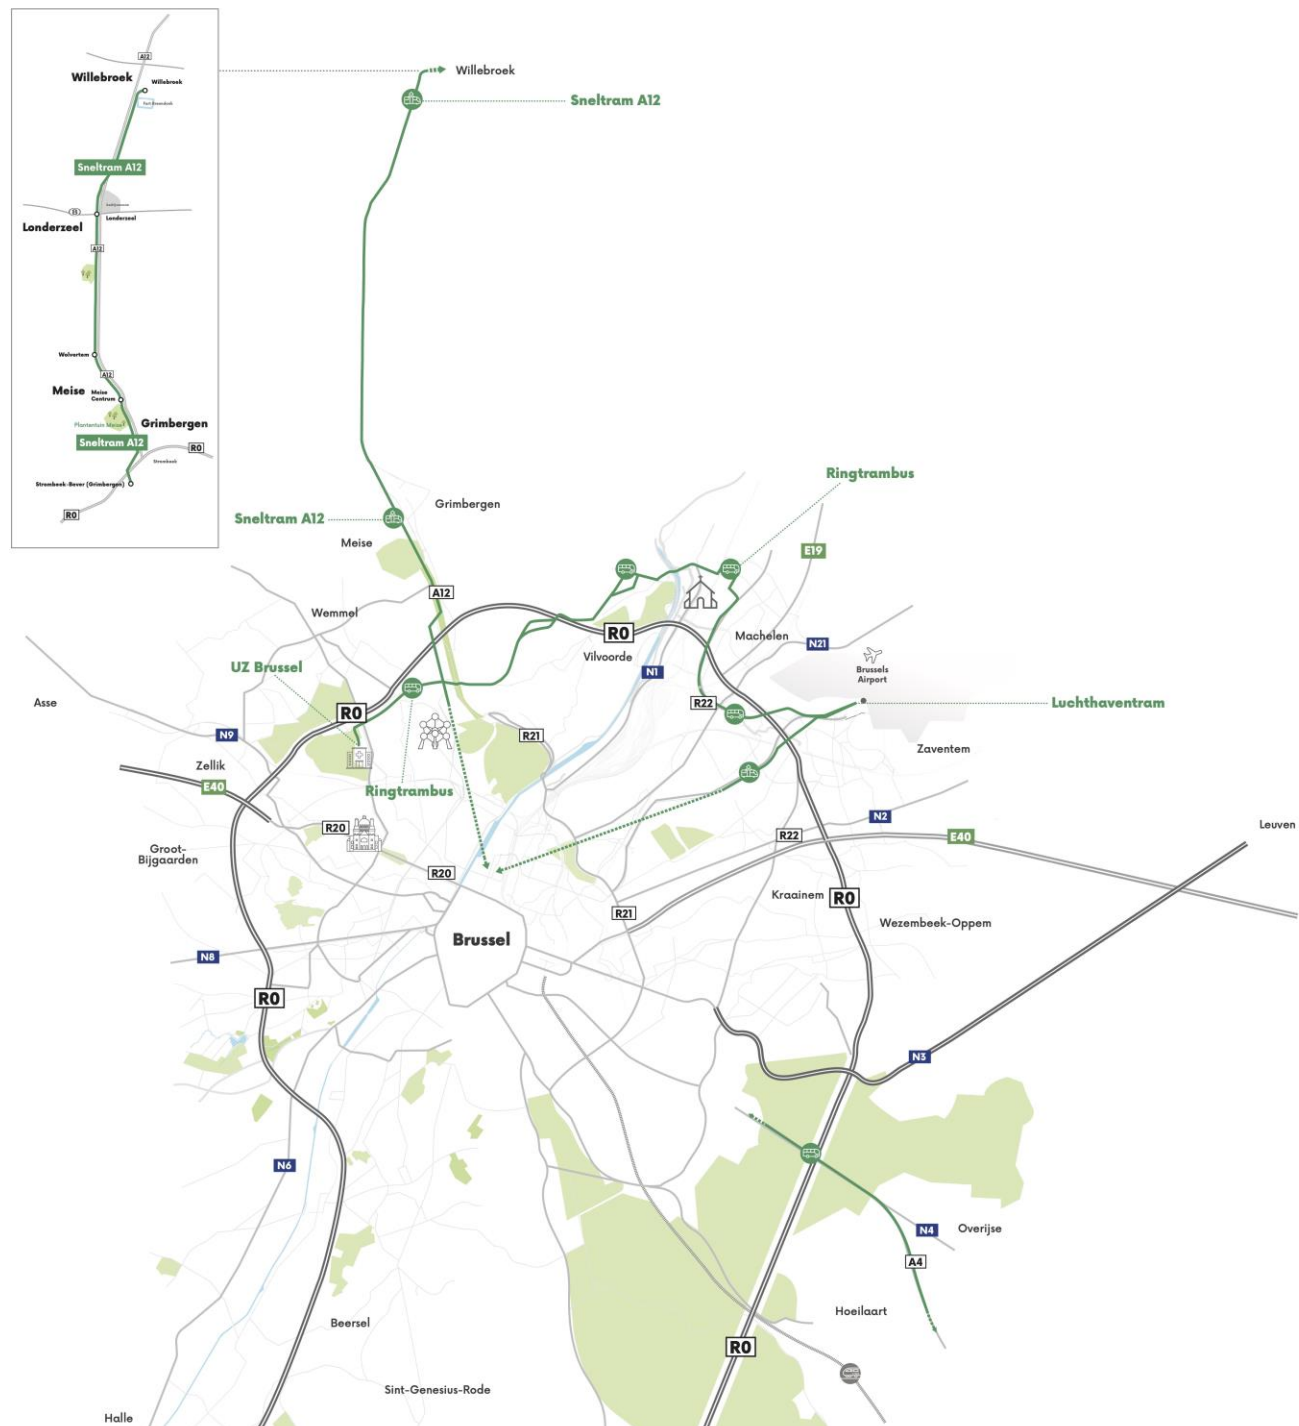 A12
Willebroek
Willebroek
Sneltram A12
Londerzeel
Londerzeel
A12
Wolvertem
A12
Meise
Meise
Centrum
Plantentuin Meise
Grimbergen
Sneltram A12
R0
Strombeek
Strombeek-Bever (Grimbergen)
R0
Willebroek
Sneltram A12
Ringtrambus
Grimbergen
Sneltram A12
Meise
E19
A12
Wemmel
R0
Machelen
N21
Vilvoorde
UZ Brussel
N1
Brussels
Airport
Asse
R22
Luchthaventram
R0
N9
R21
Zaventem
Zellik
E40
Ringtrambus
N2
Leuven
R20
R22
E40
Groot-
Bijgaarden
R20
Kraainem
R0
R21
Wezembeek-Oppem
Brussel
N8
R0
N3
N6
N4
Overijse
A4
Hoeilaart
Beersel
R0
Sint-Genesius-Rode
Halle